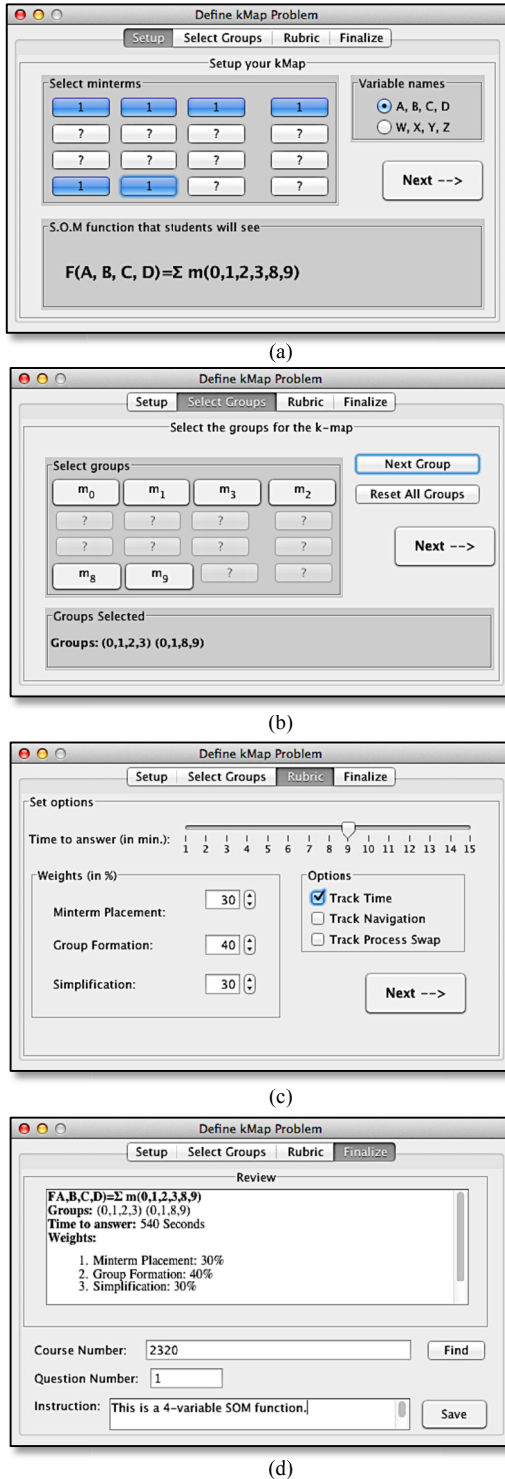 Define kMap Problem
Setup Select Groups Rubric Finalize
Setup your kMap
Select minterms
Variable names
1 1 1 1
A, B, C, D
? ? ? ?
W, X, Y, Z
? ? ? ?
1 1 ? ?
Next -->
S.O.M function that students will see
F(A, B, C, D)=Σ m(0,1,2,3,8,9)
(a)
Define kMap Problem
Setup Select Groups Rubric Finalize
Select the groups for the k-map
Select groups
Next Group
m0 m1 m3 m2
Reset All Groups
? ? ? ?
? ? ? ?
Next -->
m8 m9 ? ?
Groups Selected
Groups: (0,1,2,3) (0,1,8,9)
(b)
Define kMap Problem
Setup Select Groups Rubric Finalize
Set options
Time to answer (in min.):
1 2 3 4 5 6 7 8 9 10 11 12 13 14 15
Weights (in %)
Options
Minterm Placement: 30
Track Time
Track Navigation
Group Formation: 40
Track Process Swap
Simplification: 30
Next -->
(c)
Define kMap Problem
Setup Select Groups Rubric Finalize
Review
FA,B,C,D)=Σ m(0,1,2,3,8,9)
Groups: (0,1,2,3) (0,1,8,9)
Time to answer: 540 Seconds
Weights:
1. Minterm Placement: 30%
2. Group Formation: 40%
3. Simplification: 30%
Course Number: 2320 Find
Question Number: 1
Instruction: This is a 4-variable SOM function. Save
(d)